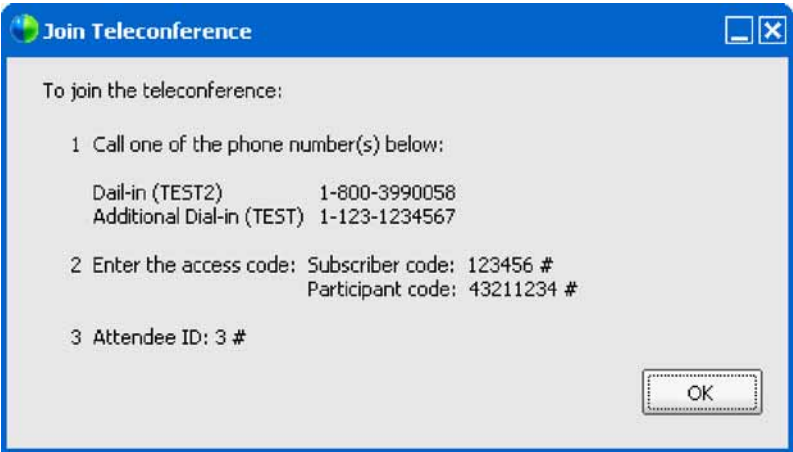 Join Teleconference
To join the teleconference:
1 Call one of the phone number(s) below:
Dail-in (TEST2) 1-800-3990058
Additional Dial-in (TEST) 1-123-1234567
2 Enter the access code: Subscriber code: 123456 #
Participant code: 43211234 #
3 Attendee ID: 3 #
OK